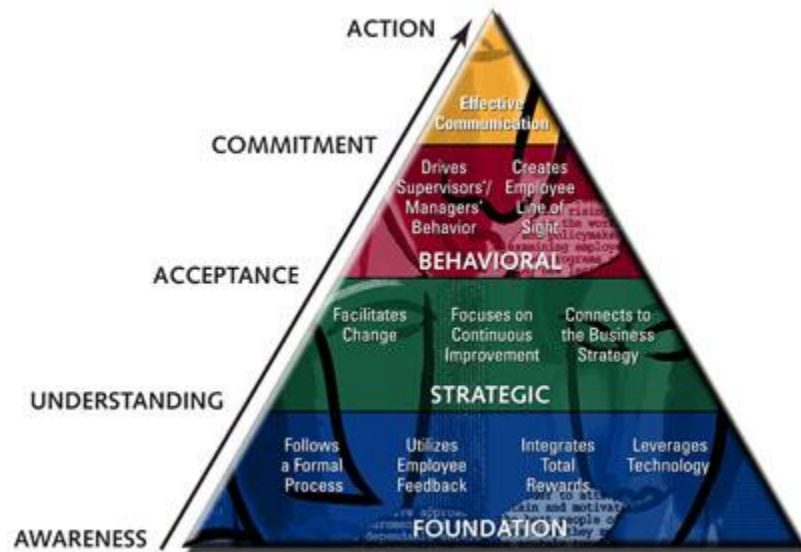 ACTION
Effective
Communication
COMMITMENT
Drives
Supervisors'/
Managers'
Behavior
Creates
Employee
Line of
Sight
BEHAVIORAL
ACCEPTANCE
Facilitates
Change
Focuses on
Continuous
Improvement
Connects to
the Business
Strategy
STRATEGIC
UNDERSTANDING
Follows
a Formal
Process
Utilizes
Employee
Feedback
Integrates
Total
Rewards
Leverages
Technology
FOUNDATION
AWARENESS